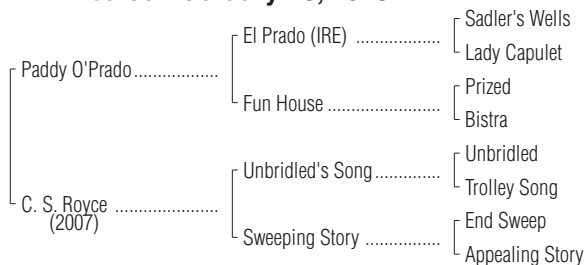 Sadler's Wells
El Prado (IRE) ..................
Lady Capulet
Paddy O'Prado..................
Prized
Fun House ........................
Bistra
Unbridled
Unbridled's Song................
Trolley Song
C. S. Royce ......................
(2007)
End Sweep
Sweeping Story .................
Appealing Story